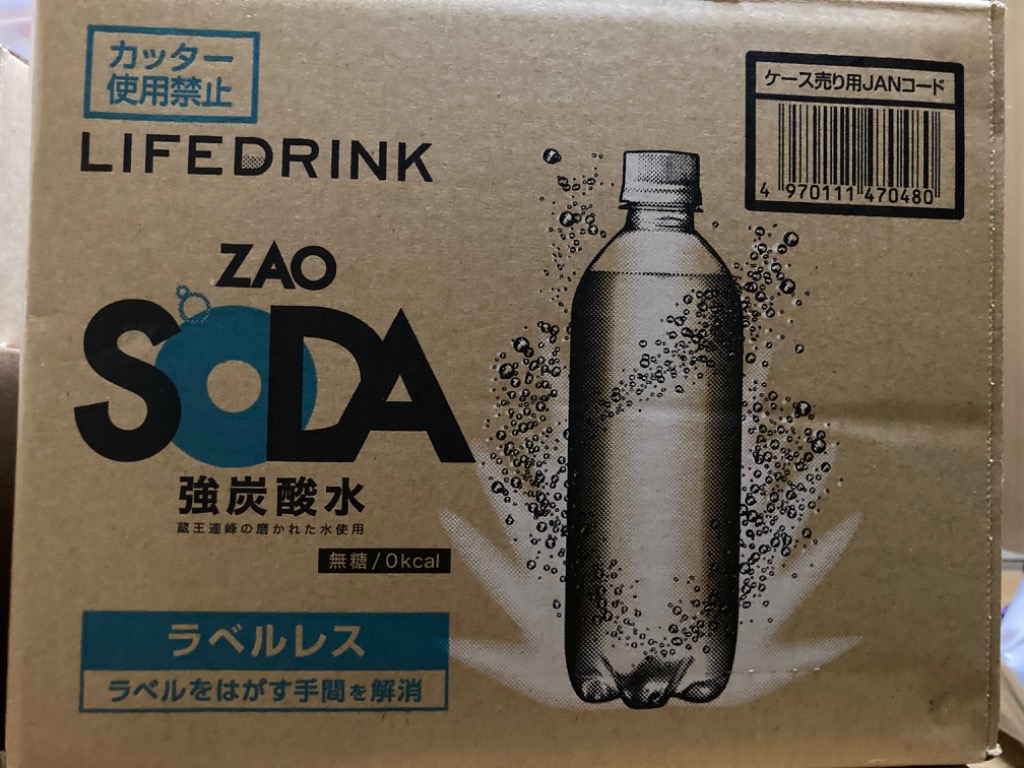 カッター
使用禁止
LIFEDRINK
ケース売り用JANコード
4 970111 470480
ZAO
SODA
強炭酸水
蔵王連峰の磨かれた水使用
無糖/0kcal
ラベルレス
ラベルをはがす手間を解消